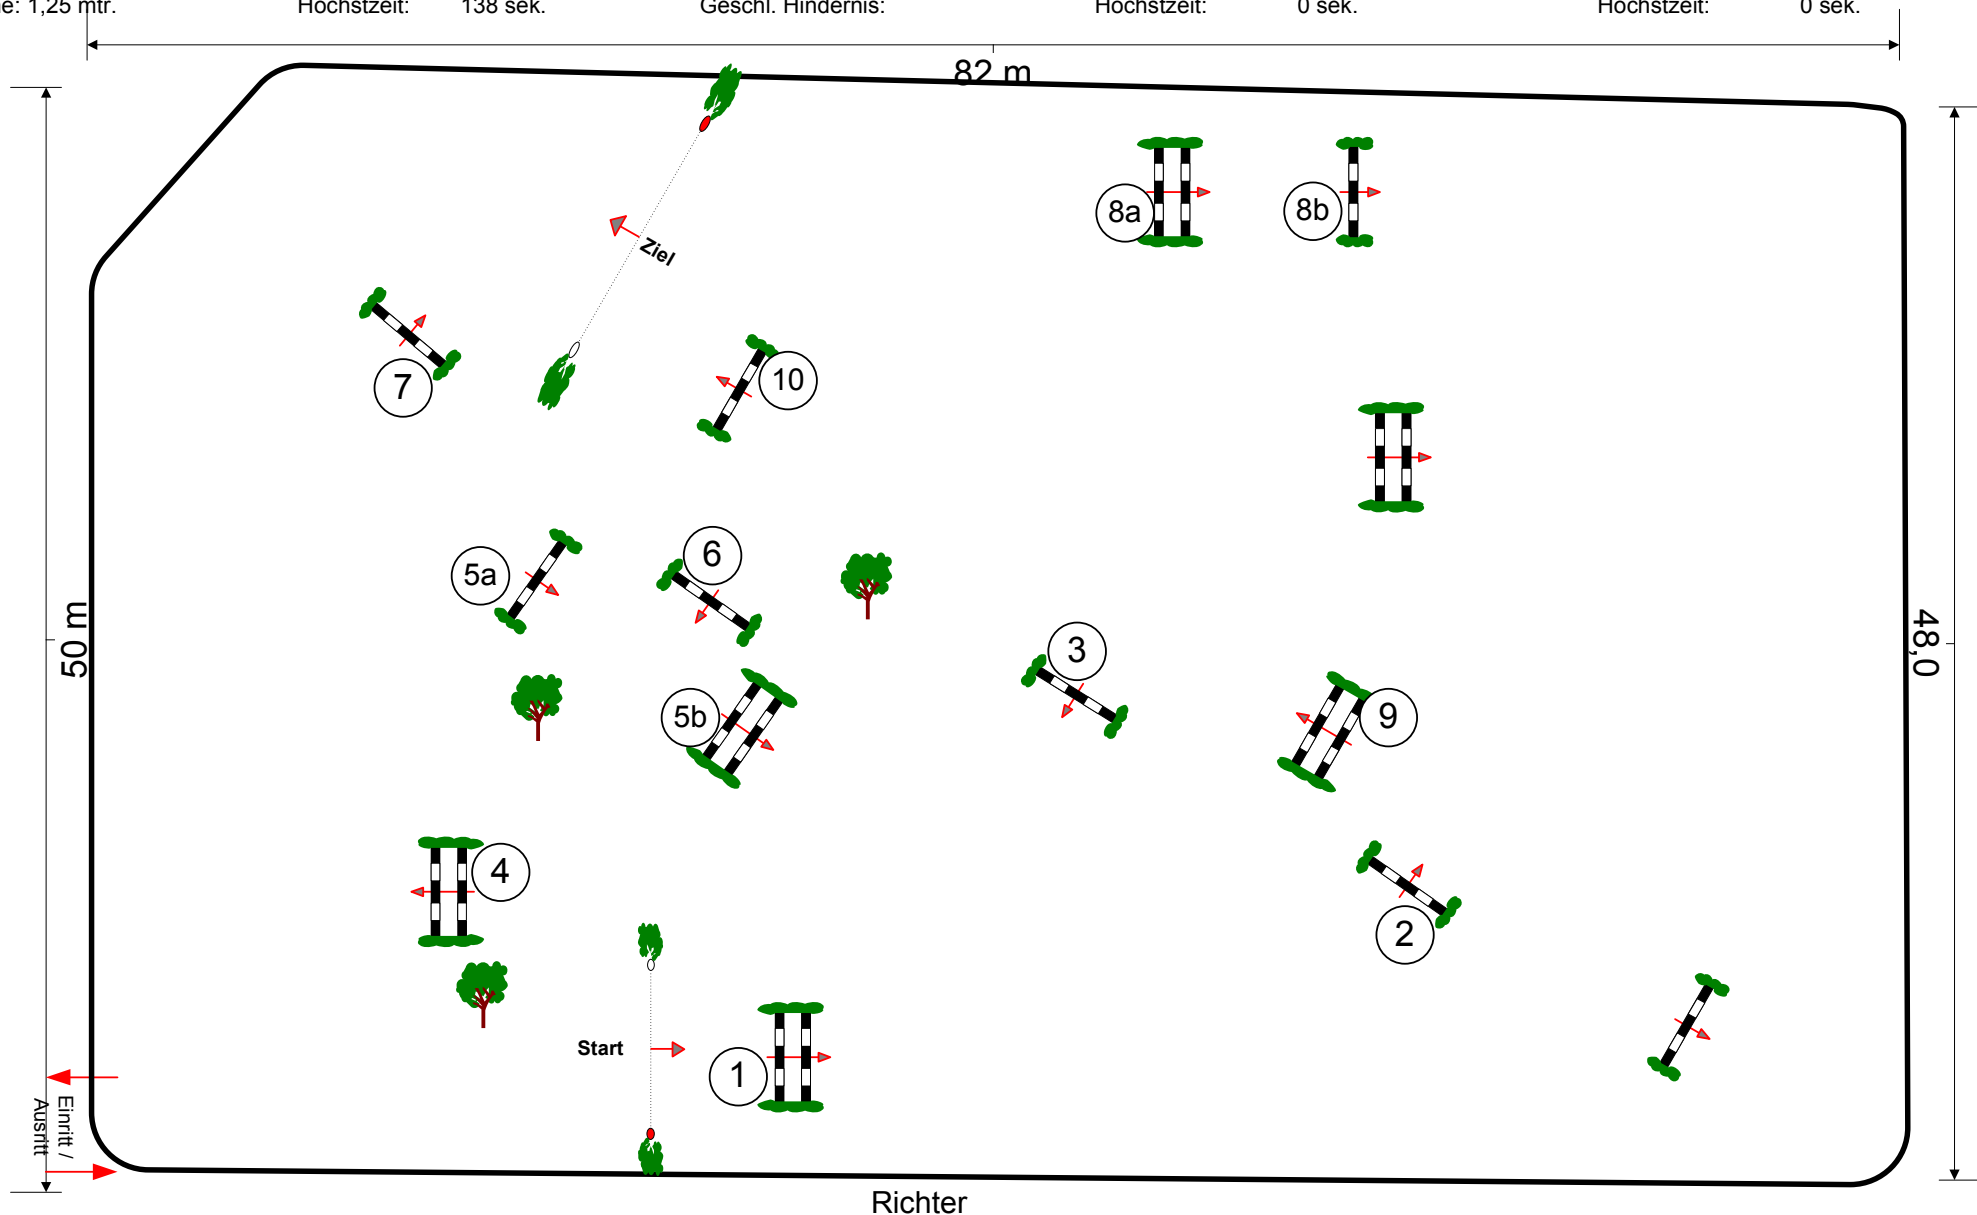 1,25 mtr.
Höchstzeit: 138 sek.
Geschl. Hindernis:
Höchstzeit: 0 sek.
Höchstzeit: 0 sek.
82 m
8a
8b
Ziel
7
10
5a
6
50 m
48,0
3
5b
9
4
2
Start
1
Einritt /
Ausritt
Richter